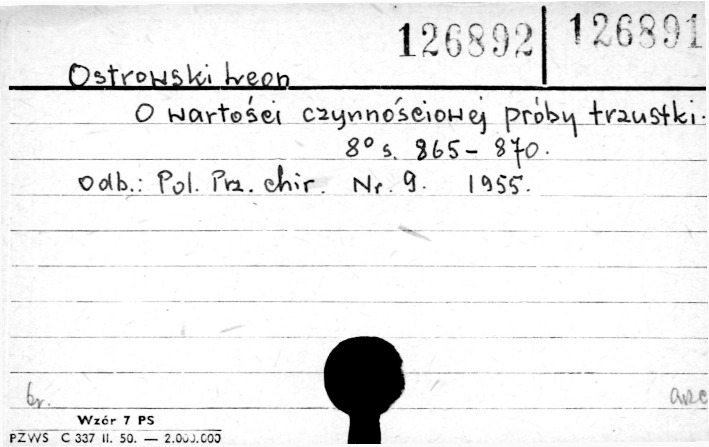 126892 126891
Ostrowski Leon
O wartości czynnościowej próby trzustki.
8° s. 865-870.
odb.: Pol. Prz. chir. Nr. 9. 1955.
br.
Wzór 7 PS
PZWS C 337 II. 50. — 2.000.000